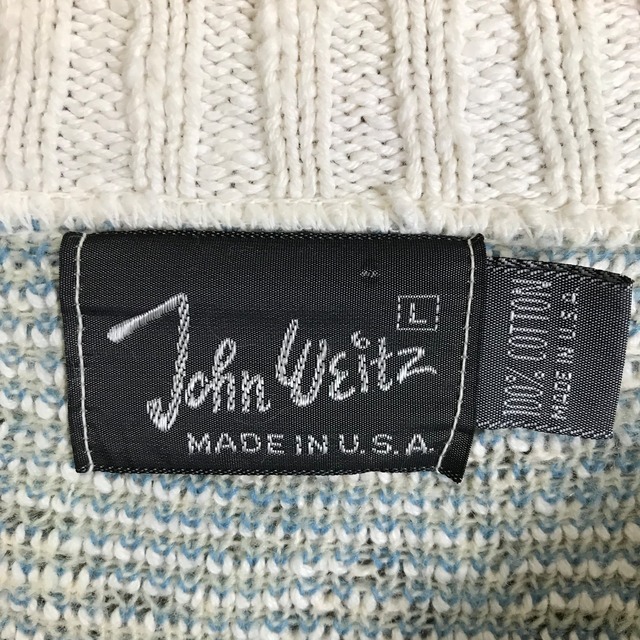 L
John Weitz
MADE IN U.S.A.
100% COTTON
MADE IN U.S.A.